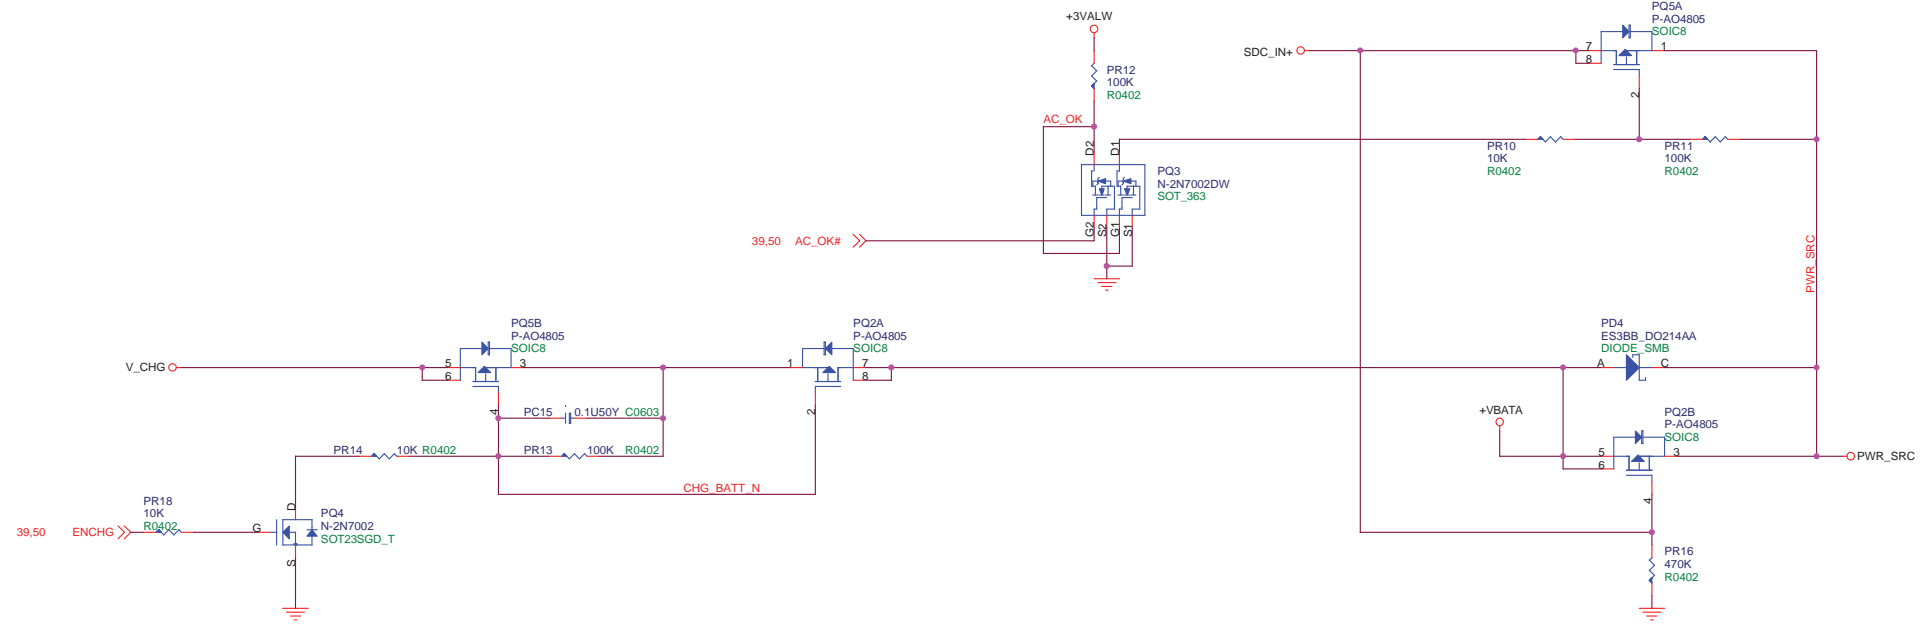 +3VALW
PR12
100K
R0402
AC_OK
D2
D1
PQ3
N-2N7002DW
SOT_363
G2
S2
G1
S1
39,50 AC_OK#
SDC_IN+
PQ5A
P-AO4805
SOIC8
7
8
1
2
PR10
10K
R0402
PR11
100K
R0402
PWR_SRC
V_CHG
PQ5B
P-AO4805
SOIC8
5
6
3
4
PQ2A
P-AO4805
SOIC8
1
7
8
2
PC15 0.1U50Y C0603
PR14 10K R0402
PR13 100K R0402
CHG_BATT_N
PR18
10K
R0402
39,50 ENCHG
G
D
S
PQ4
N-2N7002
SOT23SGD_T
PD4
ES3BB_DO214AA
DIODE_SMB
A
C
+VBATA
PQ2B
P-AO4805
SOIC8
5
6
3
4
PWR_SRC
PR16
470K
R0402